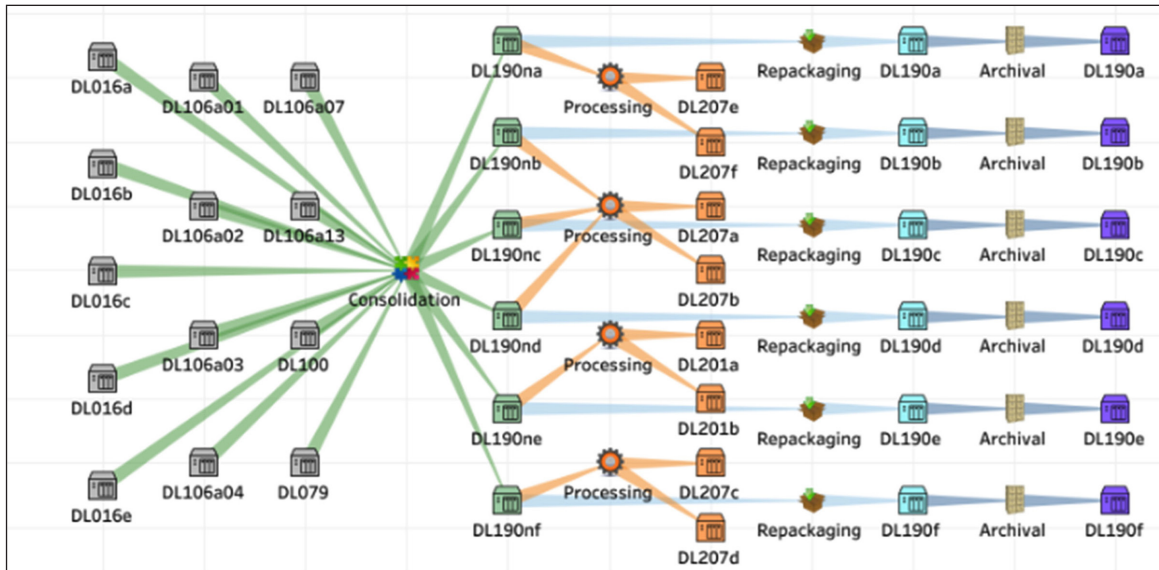 DL190na
Repackaging
DL190a
Archival
DL190a
DL016a
DL106a01
DL106a07
Processing
DL207e
DL190nb
DL207f
Repackaging
DL190b
Archival
DL190b
DL016b
DL106a02
DL106a13
Processing
DL207a
DL190nc
Repackaging
DL190c
Archival
DL190c
DL016c
Consolidation
DL207b
DL190nd
Repackaging
DL190d
Archival
DL190d
DL106a03
DL100
Processing
DL201a
DL016d
DL201b
DL190ne
Repackaging
DL190e
Archival
DL190e
DL106a04
DL079
Processing
DL207c
DL016e
DL190nf
Repackaging
DL190f
Archival
DL190f
DL207d